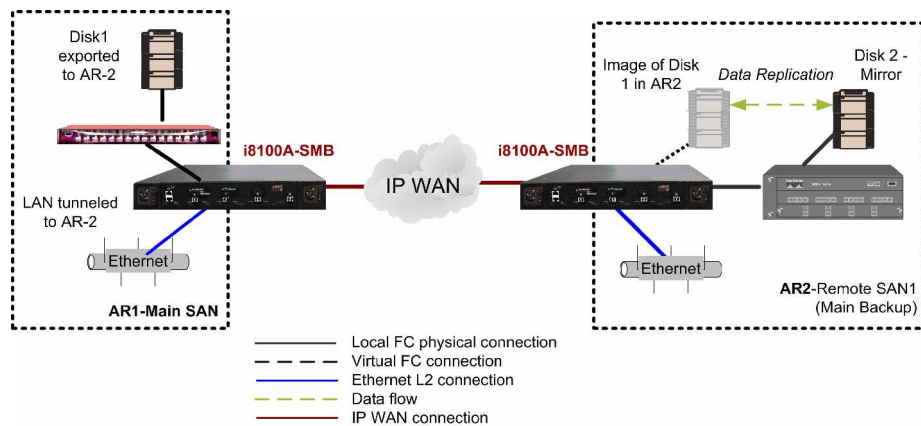 Disk1
exported
to AR-2
i8100A-SMB
LAN tunneled
to AR-2
Ethernet
AR1-Main SAN
IP WAN
i8100A-SMB
Image of Disk
1 in AR2
Data Replication
Disk 2 -
Mirror
Ethernet
AR2-Remote SAN1
(Main Backup)
Local FC physical connection
Virtual FC connection
Ethernet L2 connection
Data flow
IP WAN connection